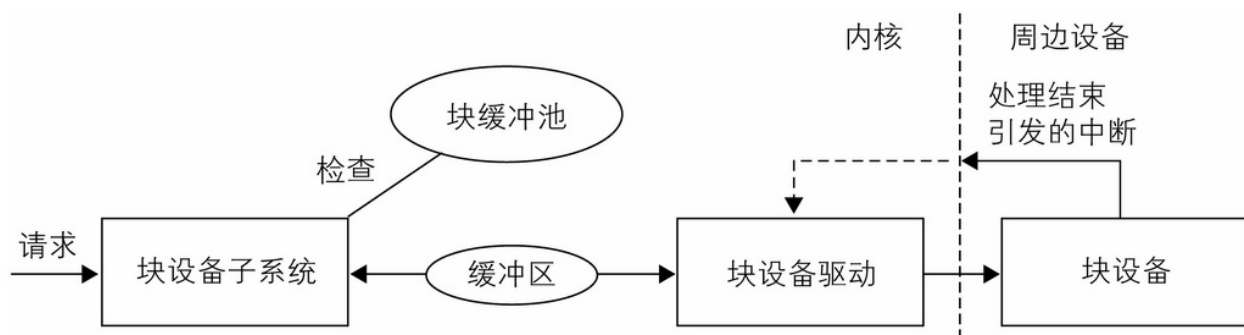 内核
周边设备
处理结束
引发的中断
块缓冲池
检查
请求
块设备子系统
缓冲区
块设备驱动
块设备